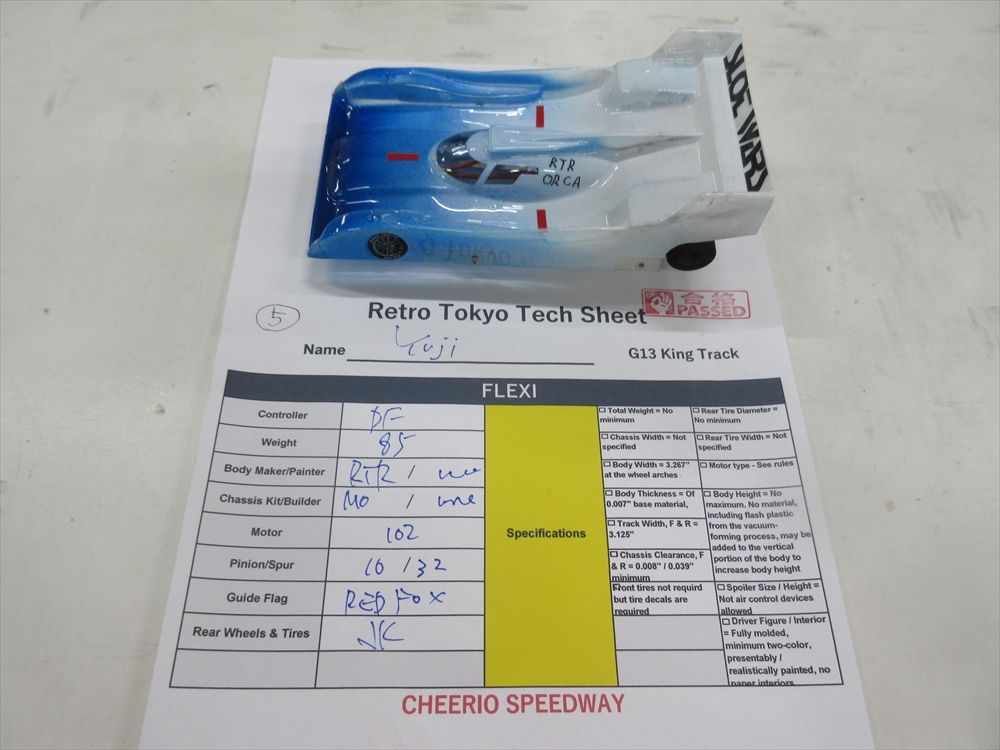 SLOE WARS
RTR
ORCA
合格
PASSED
5
Retro Tokyo Tech Sheet
Name Yuji
G13 King Track
FLEXI
Controller DF
Weight 85
Body Maker/Painter RTR /
Chassis Kit/Builder MO /
Motor 102
Pinion/Spur 10 / 32
Guide Flag RED FOX
Rear Wheels & Tires JK
Specifications
☐ Total Weight = No
minimum
☐ Chassis Width = Not
specified
☐ Body Width = 3.267"
at the wheel arches
☐ Body Thickness = Of
0.007" base material,
☐ Track Width, F & R =
3.125"
☐ Chassis Clearance, F
& R = 0.008" / 0.039"
minimum
Front tires not requird
but tire decals are
required
☐ Rear Tire Diameter =
No minimum
☐ Rear Tire Width = Not
specified
☐ Motor type - See rules
☐ Body Height = No
maximum. No material,
including flash plastic
from the vacuum-
forming process, may be
added to the vertical
portion of the body to
increase body height
☐ Spoiler Size / Height =
Not air control devices
allowed
☐ Driver Figure / Interior
= Fully molded,
minimum two-color,
presentably /
realistically painted, no
paper interiors
CHEERIO SPEEDWAY